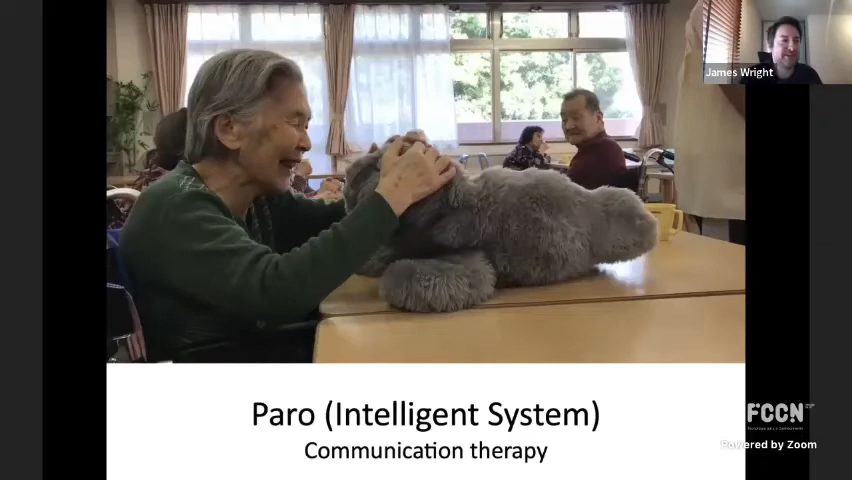 James Wright
Paro (Intelligent System)
Communication therapy
FCCN
Powered by Zoom